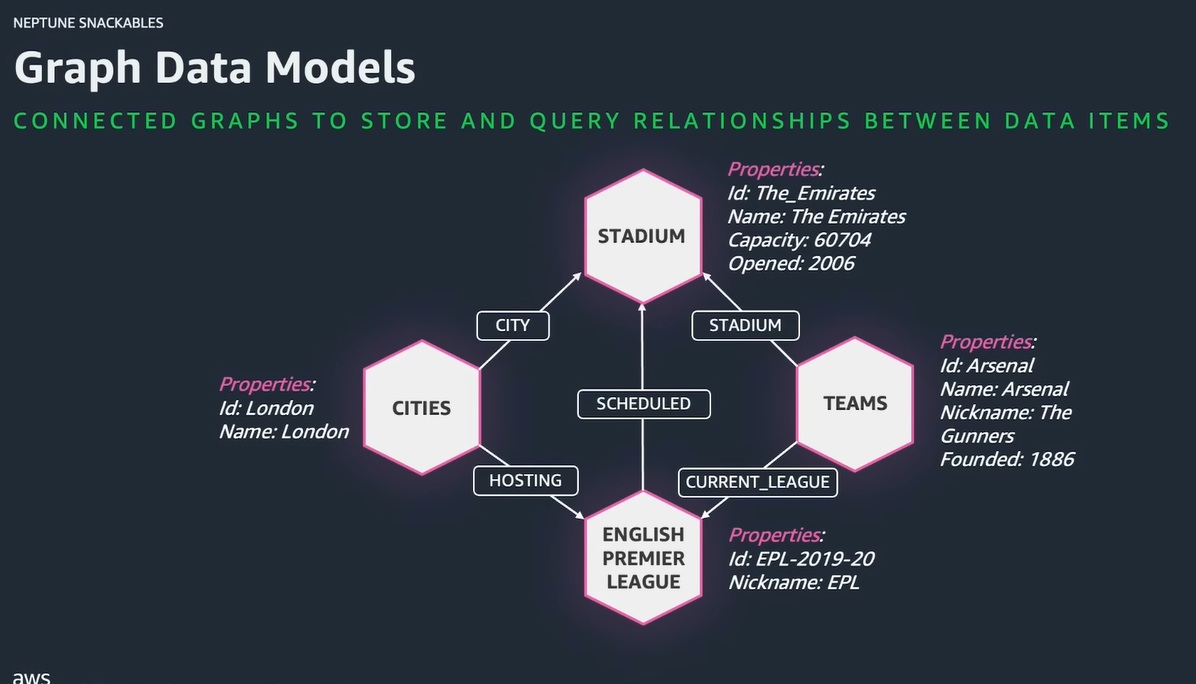 NEPTUNE SNACKABLES
Graph Data Models
CONNECTED GRAPHS TO STORE AND QUERY RELATIONSHIPS BETWEEN DATA ITEMS
STADIUM
Properties:
Id: The_Emirates
Name: The Emirates
Capacity: 60704
Opened: 2006
CITY
STADIUM
Properties:
Id: London
Name: London
CITIES
SCHEDULED
TEAMS
Properties:
Id: Arsenal
Name: Arsenal
Nickname: The
Gunners
Founded: 1886
HOSTING
CURRENT_LEAGUE
ENGLISH
PREMIER
LEAGUE
Properties:
Id: EPL-2019-20
Nickname: EPL
aws